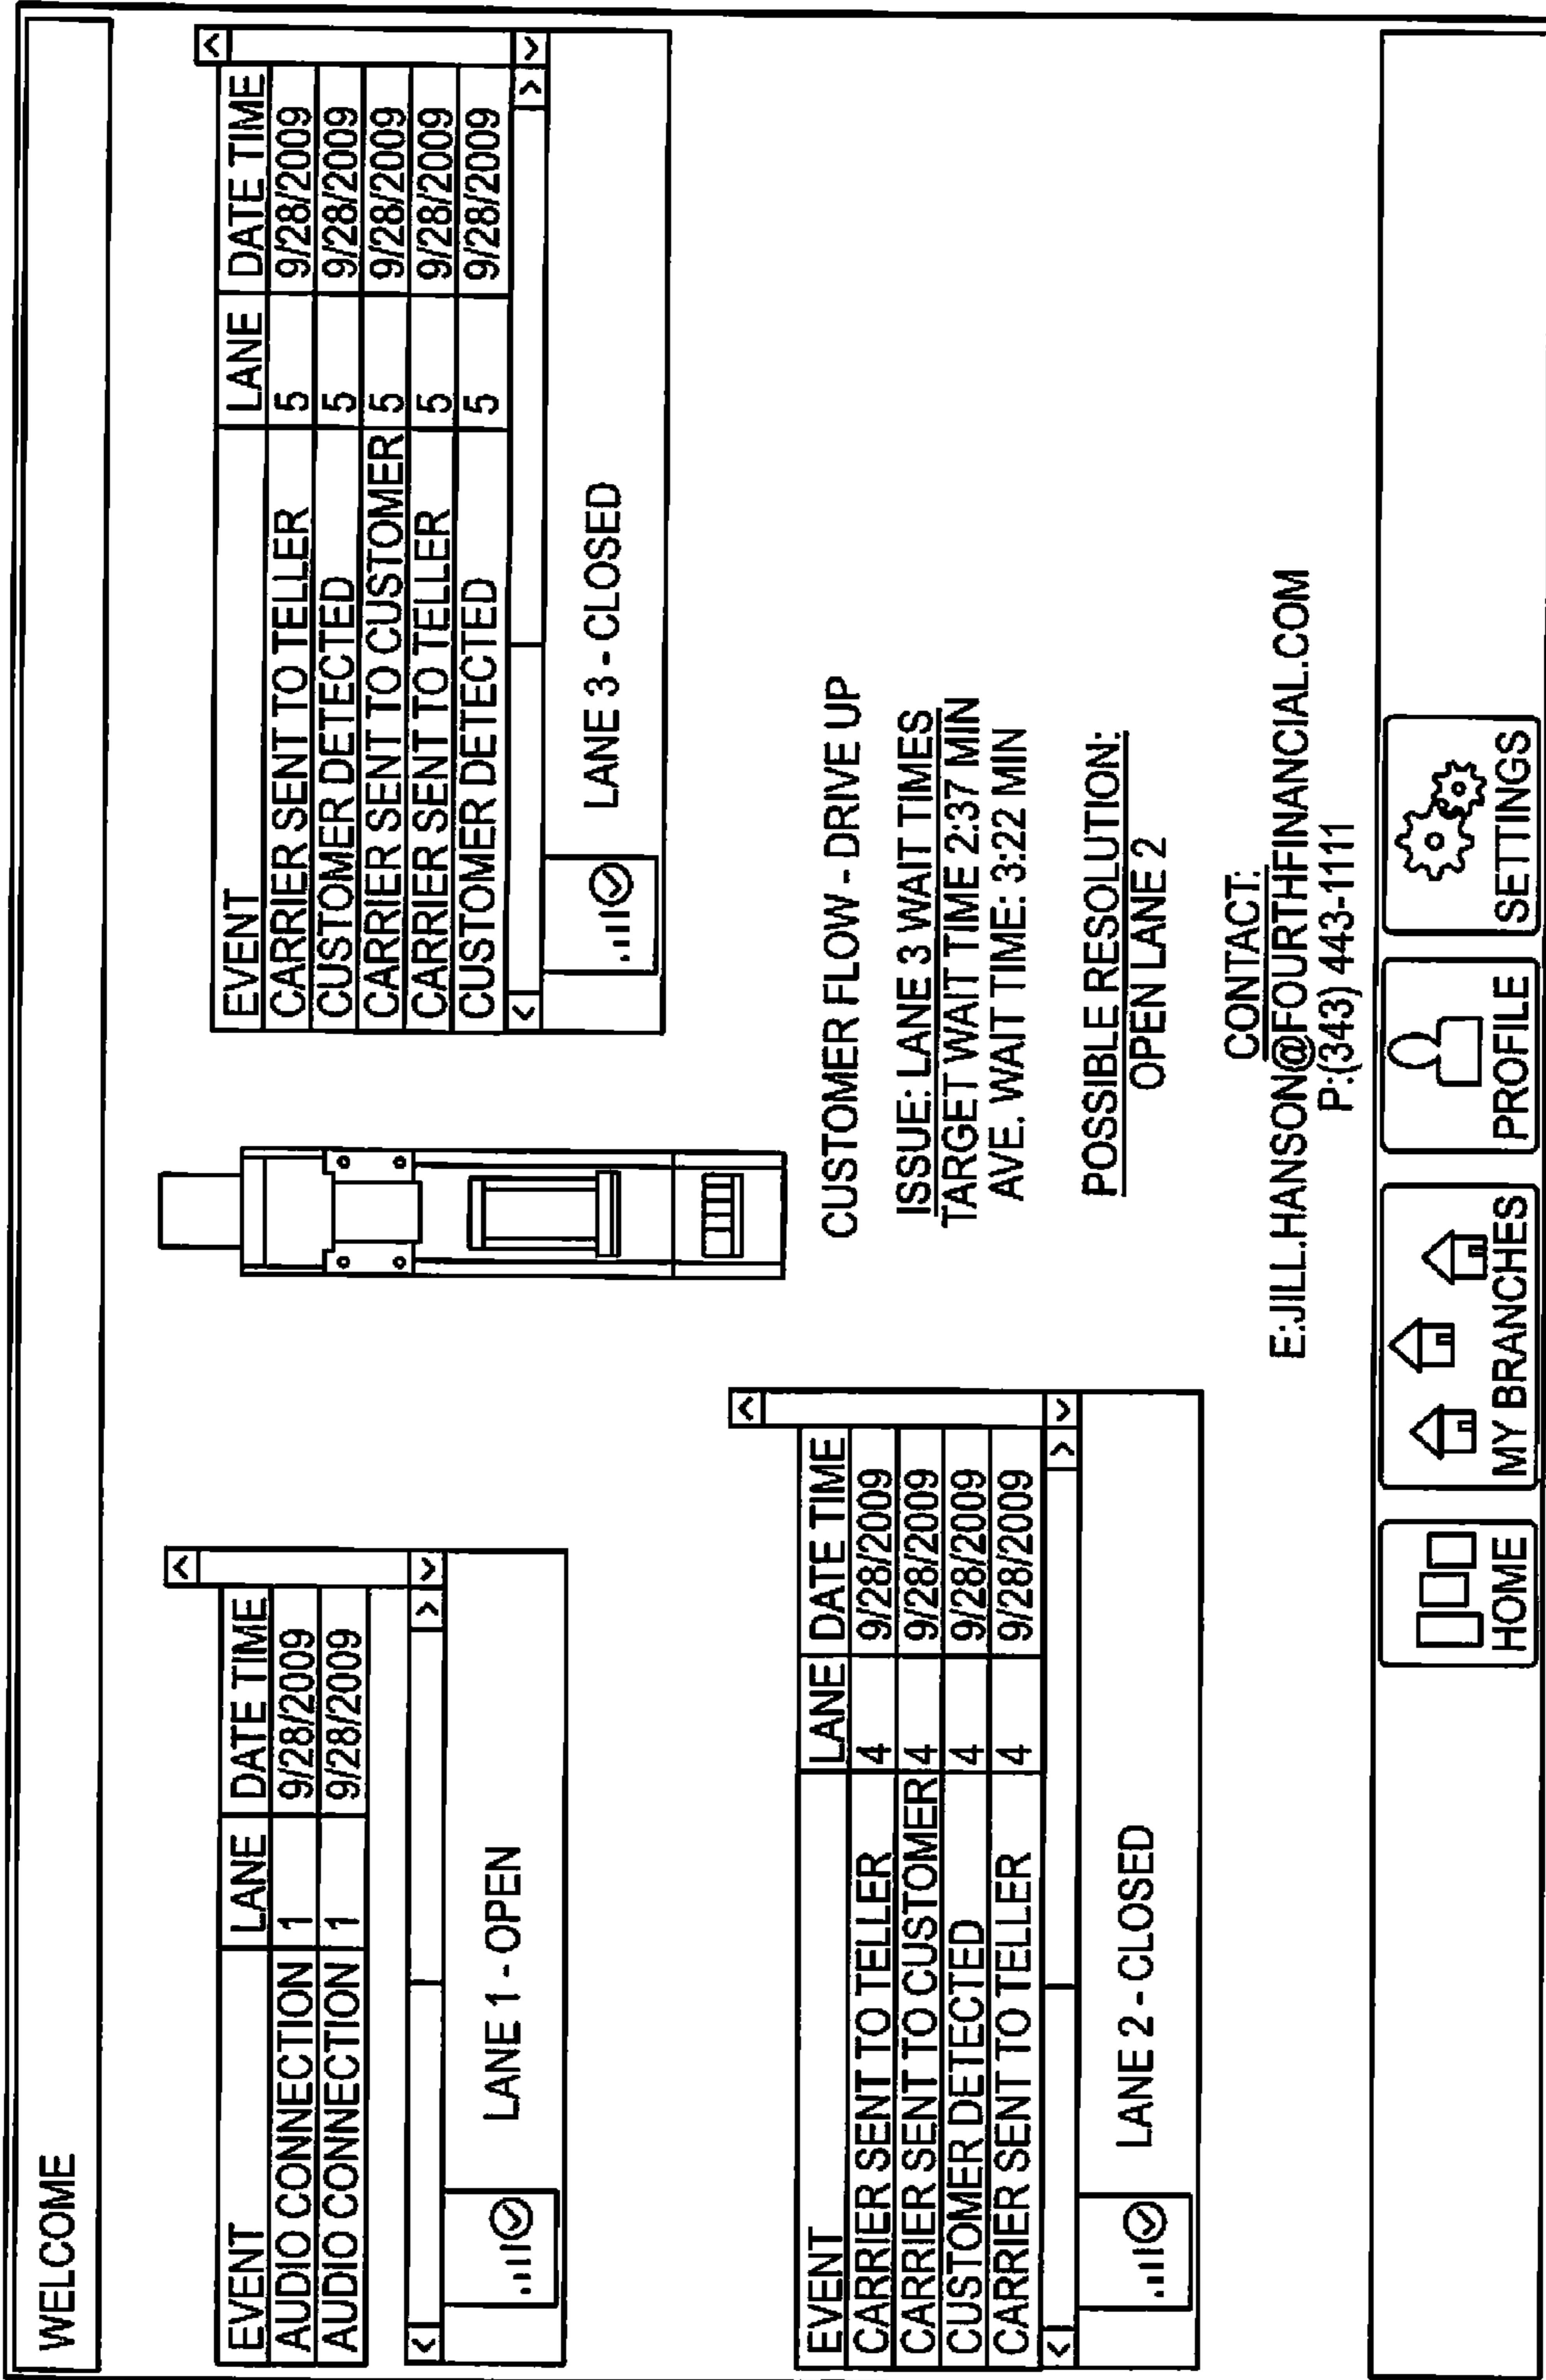 WELCOME
EVENT LANE DATE TIME
AUDIO CONNECTION 1 9/28/2009
AUDIO CONNECTION 1 9/28/2009
LANE 1 - OPEN
EVENT LANE DATE TIME
CARRIER SENT TO TELLER 5 9/28/2009
CUSTOMER DETECTED 5 9/28/2009
CARRIER SENT TO CUSTOMER 5 9/28/2009
CARRIER SENT TO TELLER 5 9/28/2009
CUSTOMER DETECTED 5 9/28/2009
LANE 3 - CLOSED
EVENT LANE DATE TIME
CARRIER SENT TO TELLER 4 9/28/2009
CARRIER SENT TO CUSTOMER 4 9/28/2009
CUSTOMER DETECTED 4 9/28/2009
CARRIER SENT TO TELLER 4 9/28/2009
LANE 2 - CLOSED
CUSTOMER FLOW - DRIVE UP
ISSUE: LANE 3 WAIT TIMES
TARGET WAIT TIME 2:37 MIN
AVE. WAIT TIME: 3:22 MIN
POSSIBLE RESOLUTION:
OPEN LANE 2
CONTACT:
E:JILL.HANSON@FOURTHFINANCIAL.COM
P:(343) 443-1111
HOME
MY BRANCHES
PROFILE
SETTINGS